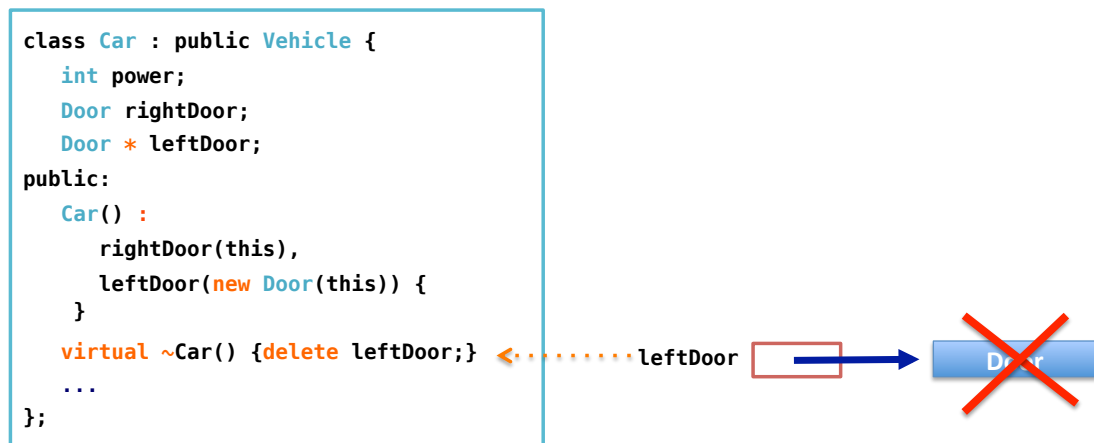 class Car : public Vehicle {
int power;
Door rightDoor;
Door * leftDoor;
public:
Car() :
rightDoor(this),
leftDoor(new Door(this)) {
}
virtual ~Car() {delete leftDoor;}
...
};
leftDoor
Door